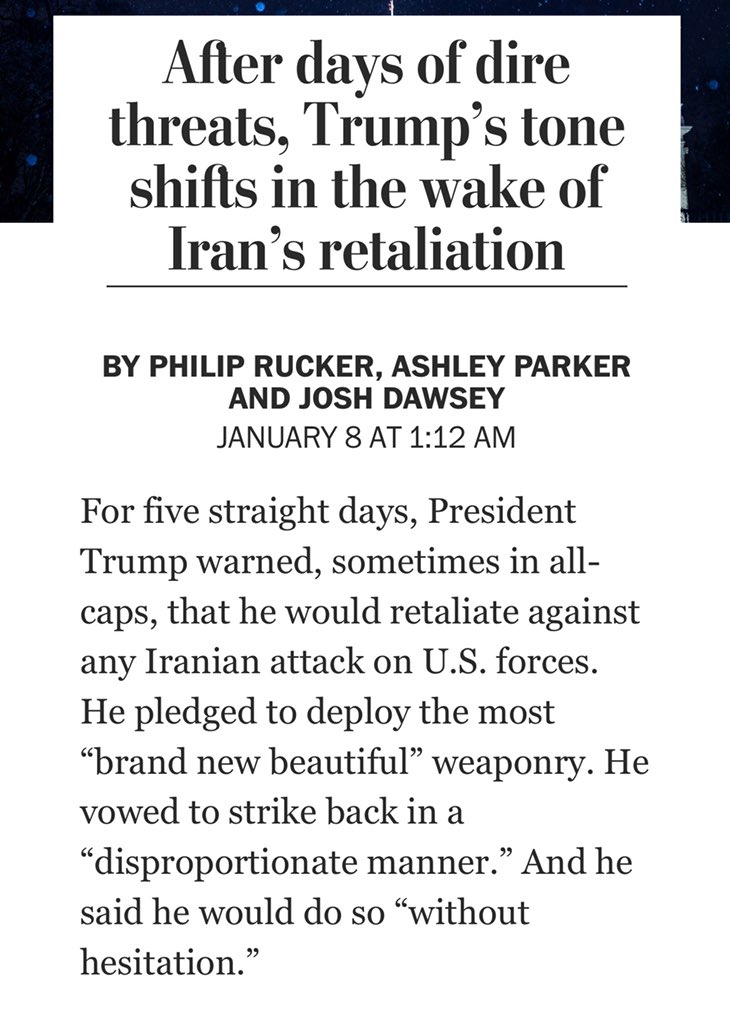 After days of dire
threats, Trump’s tone
shifts in the wake of
Iran’s retaliation
BY PHILIP RUCKER, ASHLEY PARKER
AND JOSH DAWSEY
JANUARY 8 AT 1:12 AM
For five straight days, President
Trump warned, sometimes in all-
caps, that he would retaliate against
any Iranian attack on U.S. forces.
He pledged to deploy the most
“brand new beautiful” weaponry. He
vowed to strike back in a
“disproportionate manner.” And he
said he would do so “without
hesitation.”